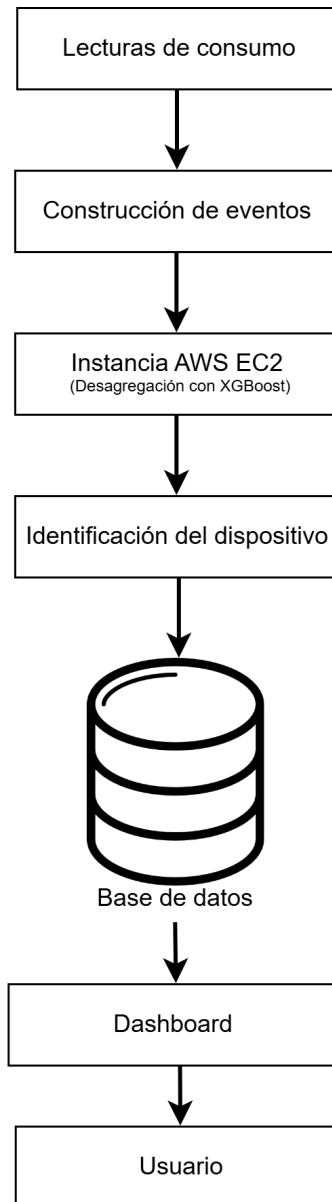 Lecturas de consumo
Construcción de eventos
Instancia AWS EC2
(Desagregación con XGBoost)
Identificación del dispositivo
Base de datos
Dashboard
Usuario